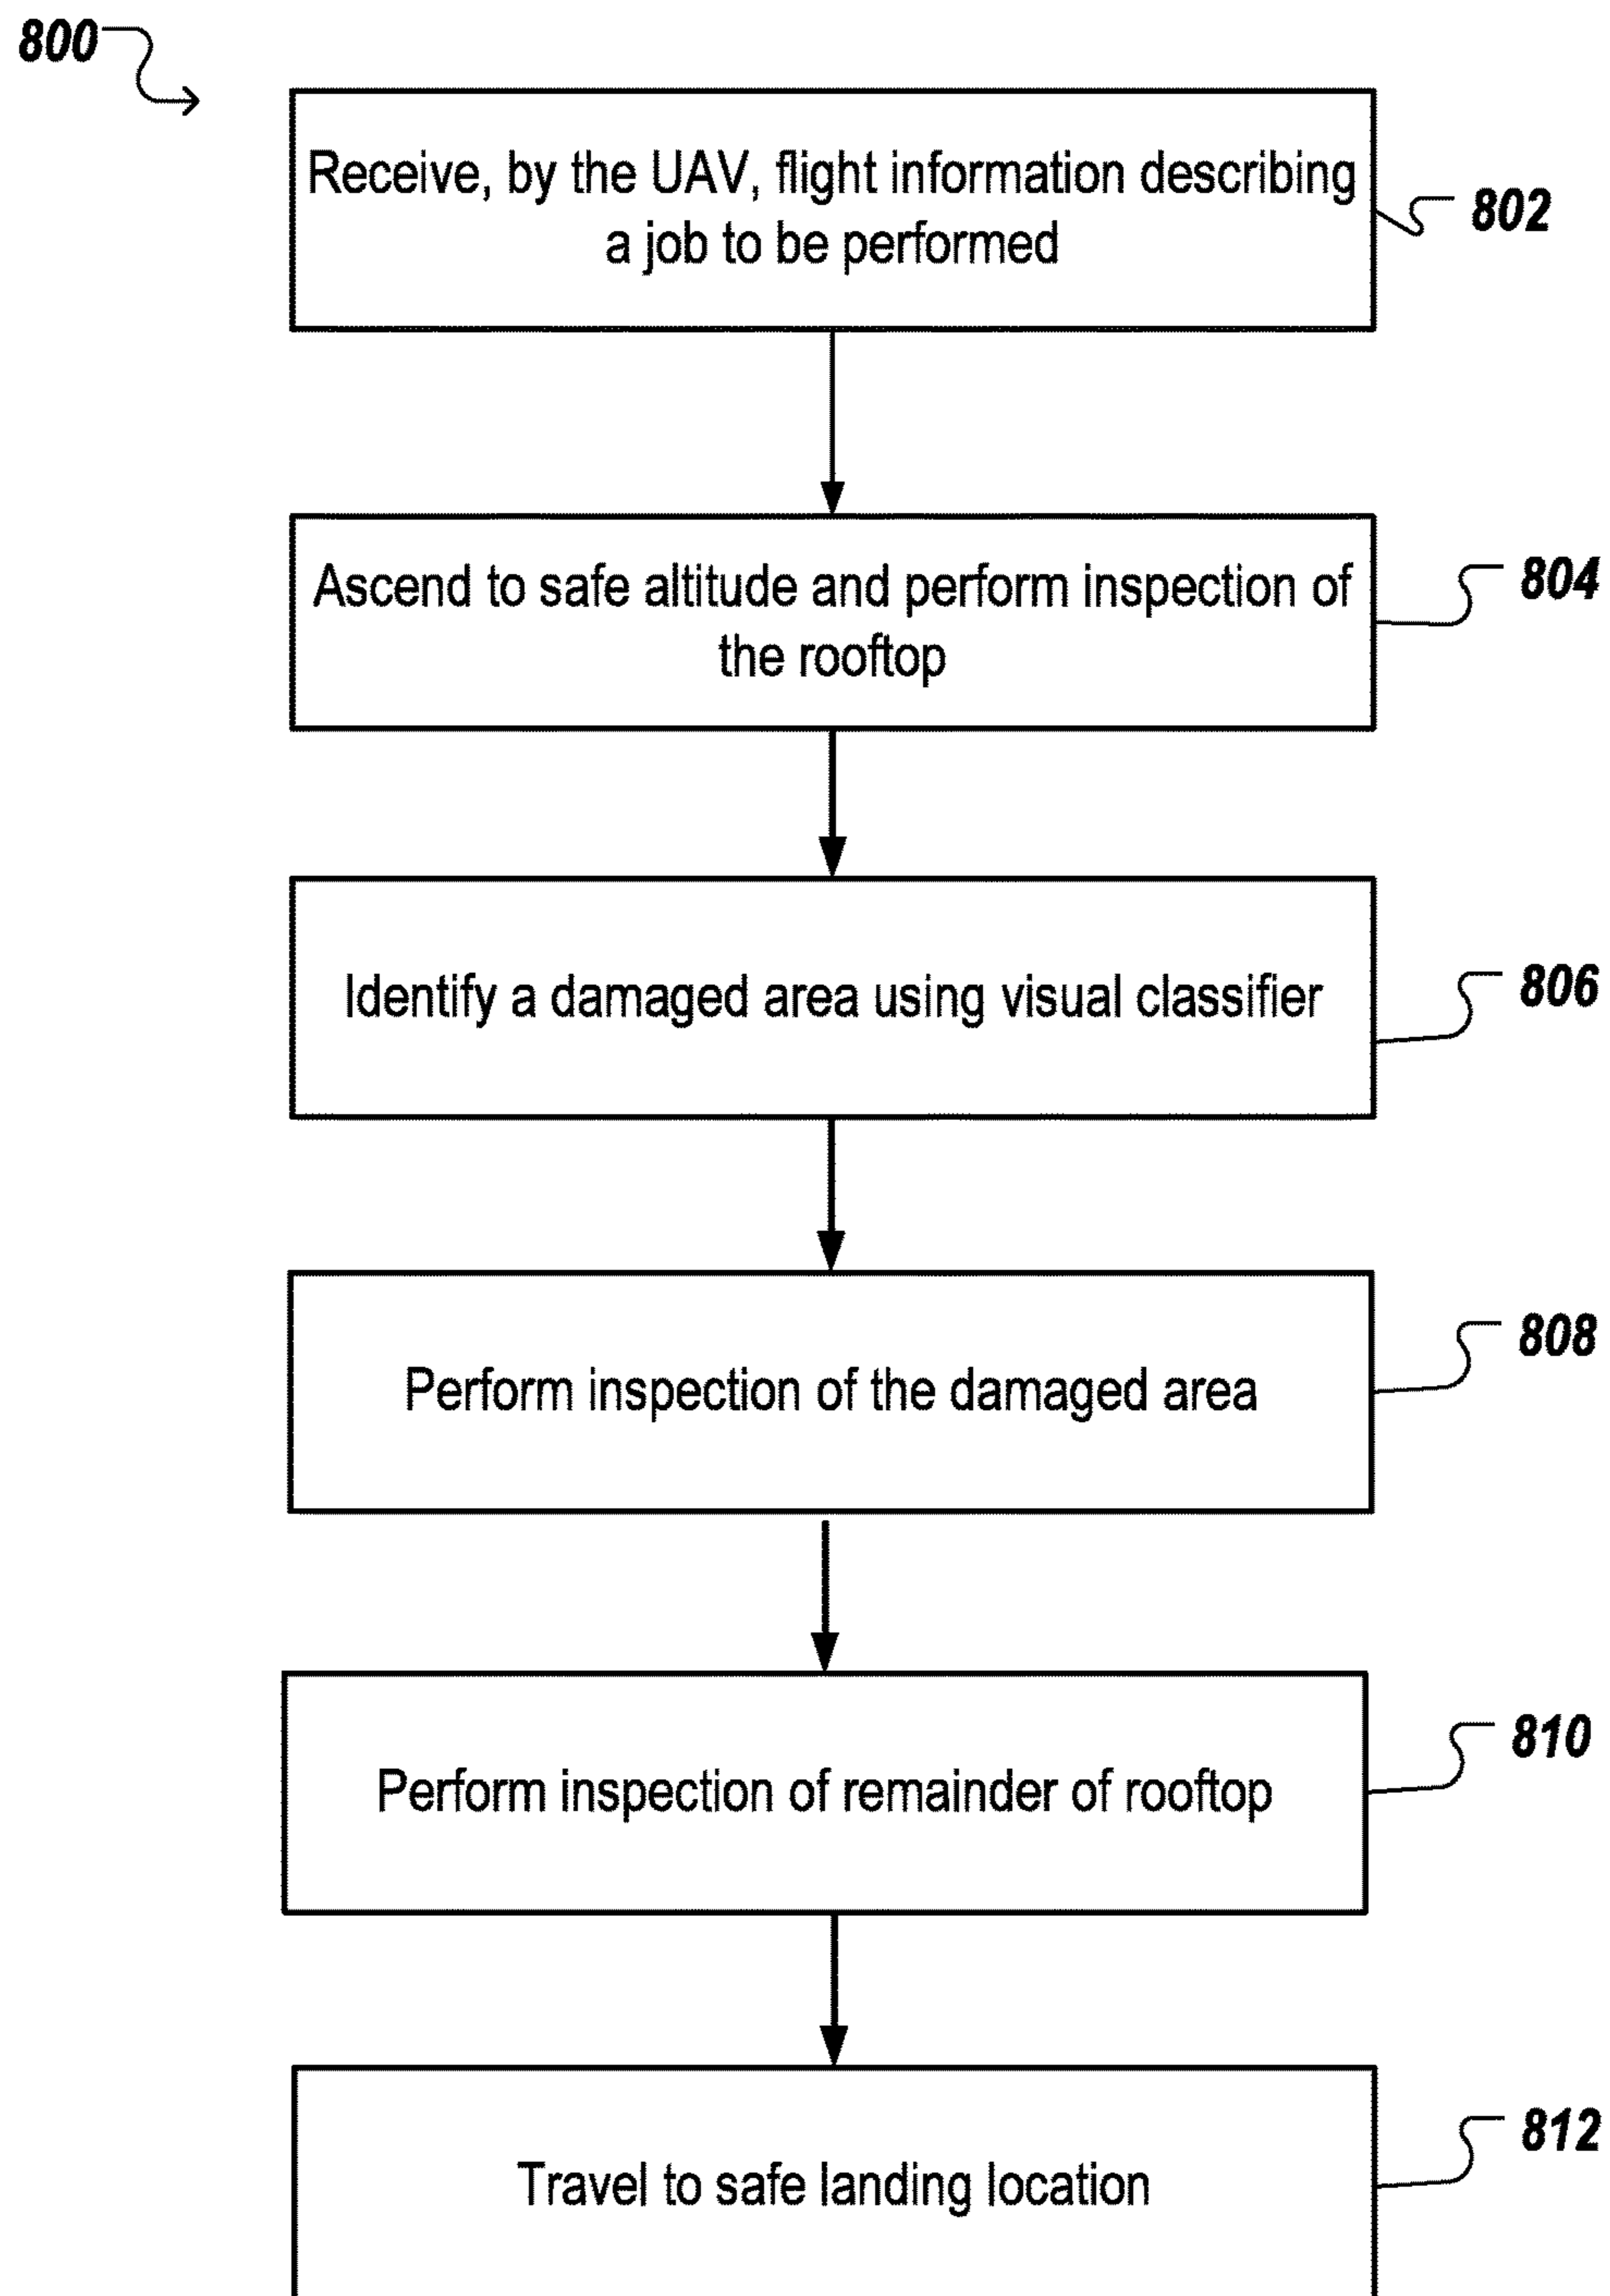 800
Receive, by the UAV, flight information describing
a job to be performed
802
Ascend to safe altitude and perform inspection of
the rooftop
804
Identify a damaged area using visual classifier
806
Perform inspection of the damaged area
808
Perform inspection of remainder of rooftop
810
Travel to safe landing location
812